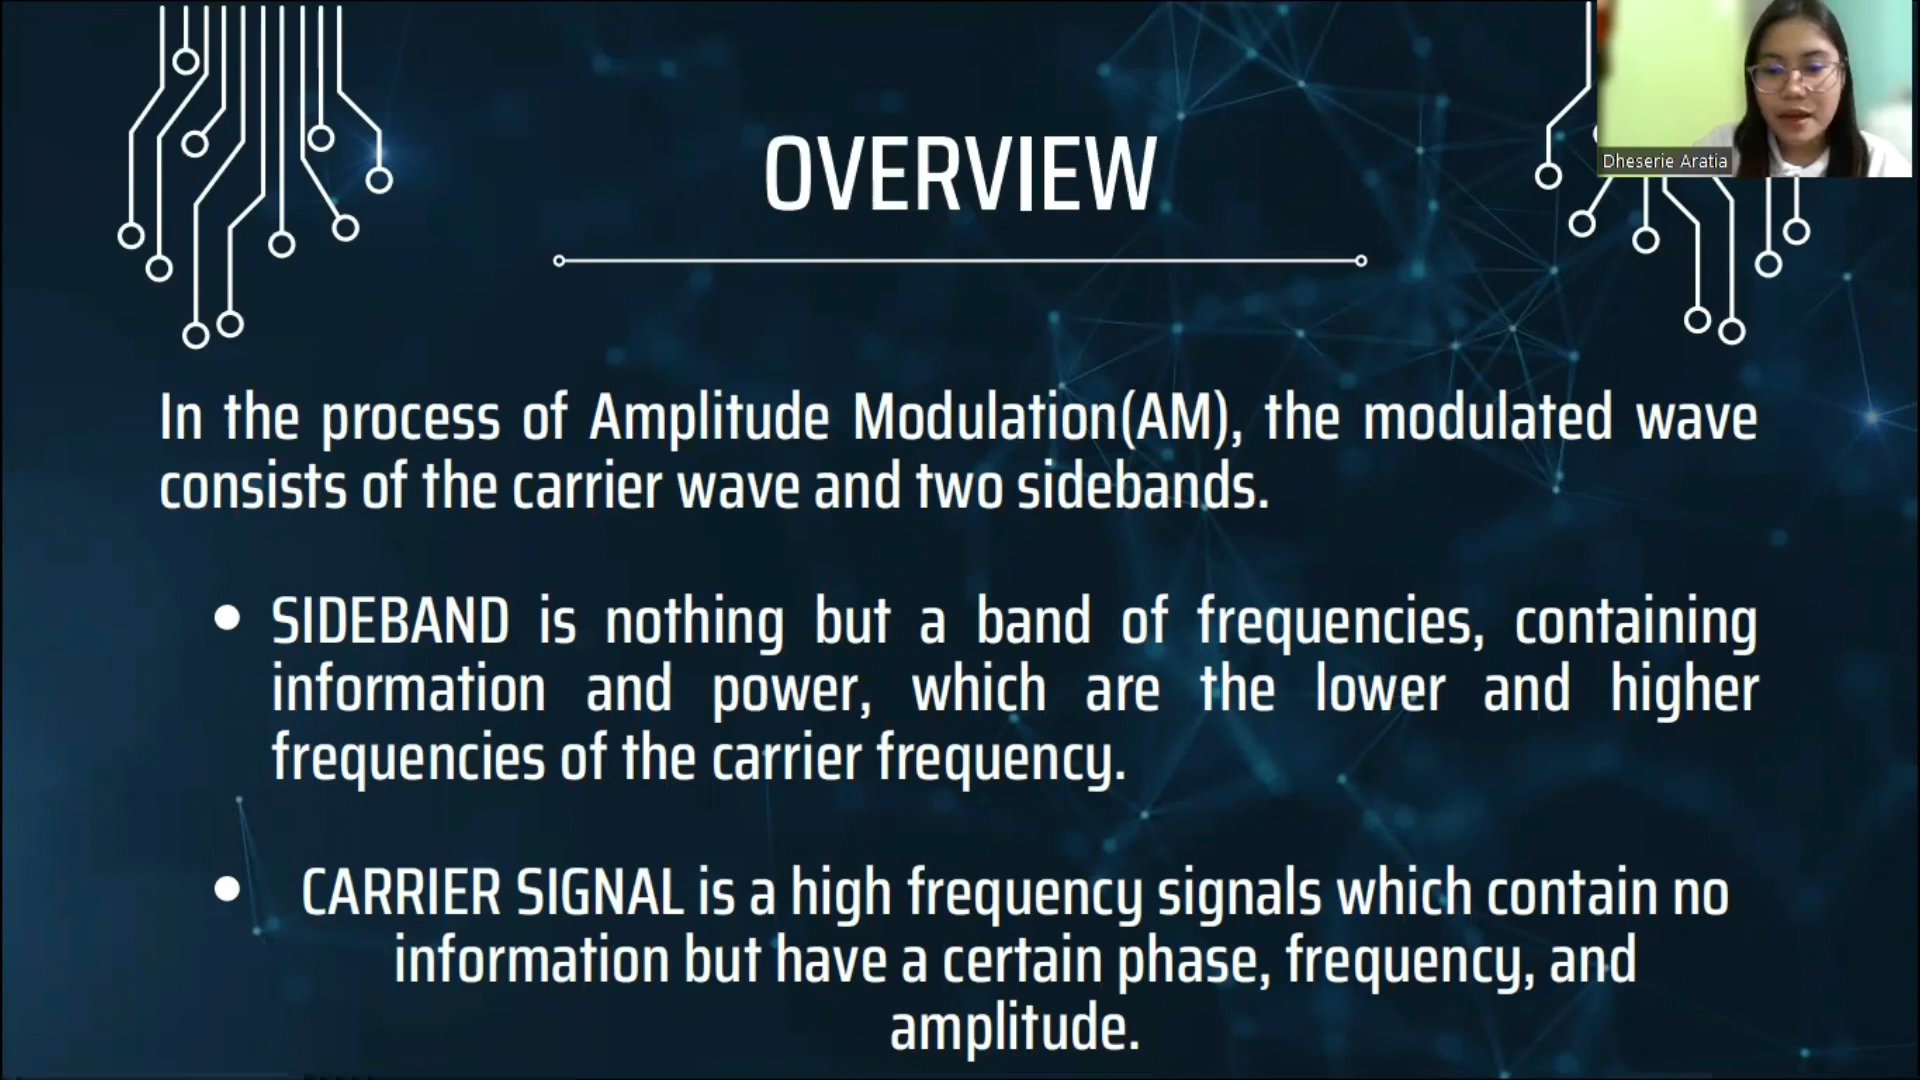 OVERVIEW
Dheserie Aratia
In the process of Amplitude Modulation(AM), the modulated wave
consists of the carrier wave and two sidebands.
SIDEBAND is nothing but a band of frequencies, containing
information and power, which are the lower and higher
frequencies of the carrier frequency.
CARRIER SIGNAL is a high frequency signals which contain no
information but have a certain phase, frequency, and
amplitude.